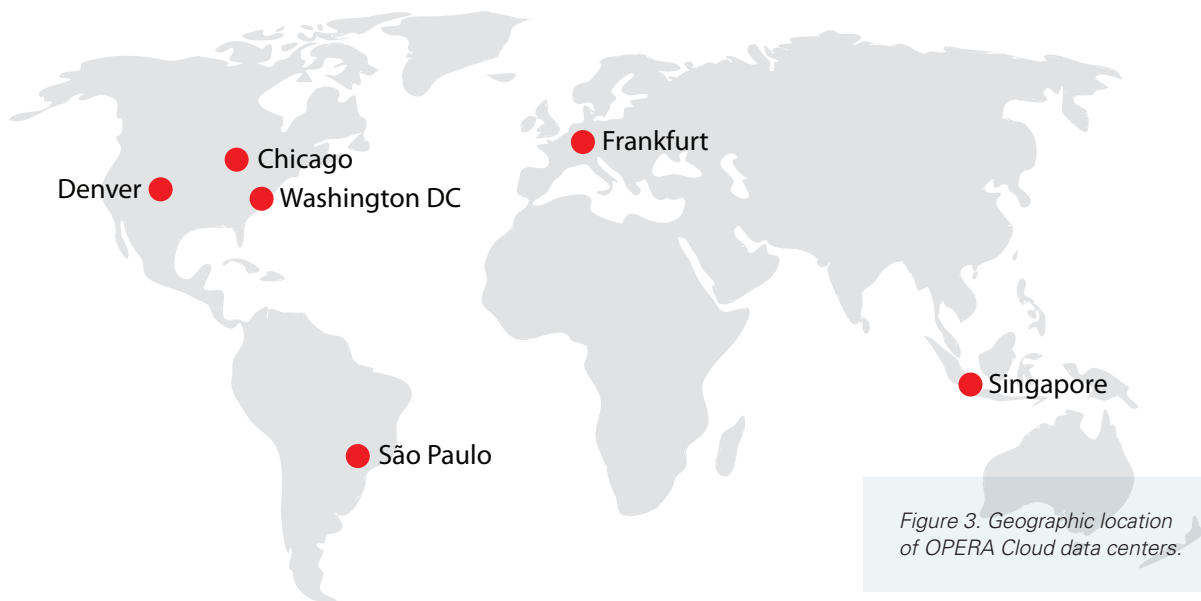 Chicago
Frankfurt
Denver
Washington DC
Singapore
São Paulo
Figure 3. Geographic location
of OPERA Cloud data centers.